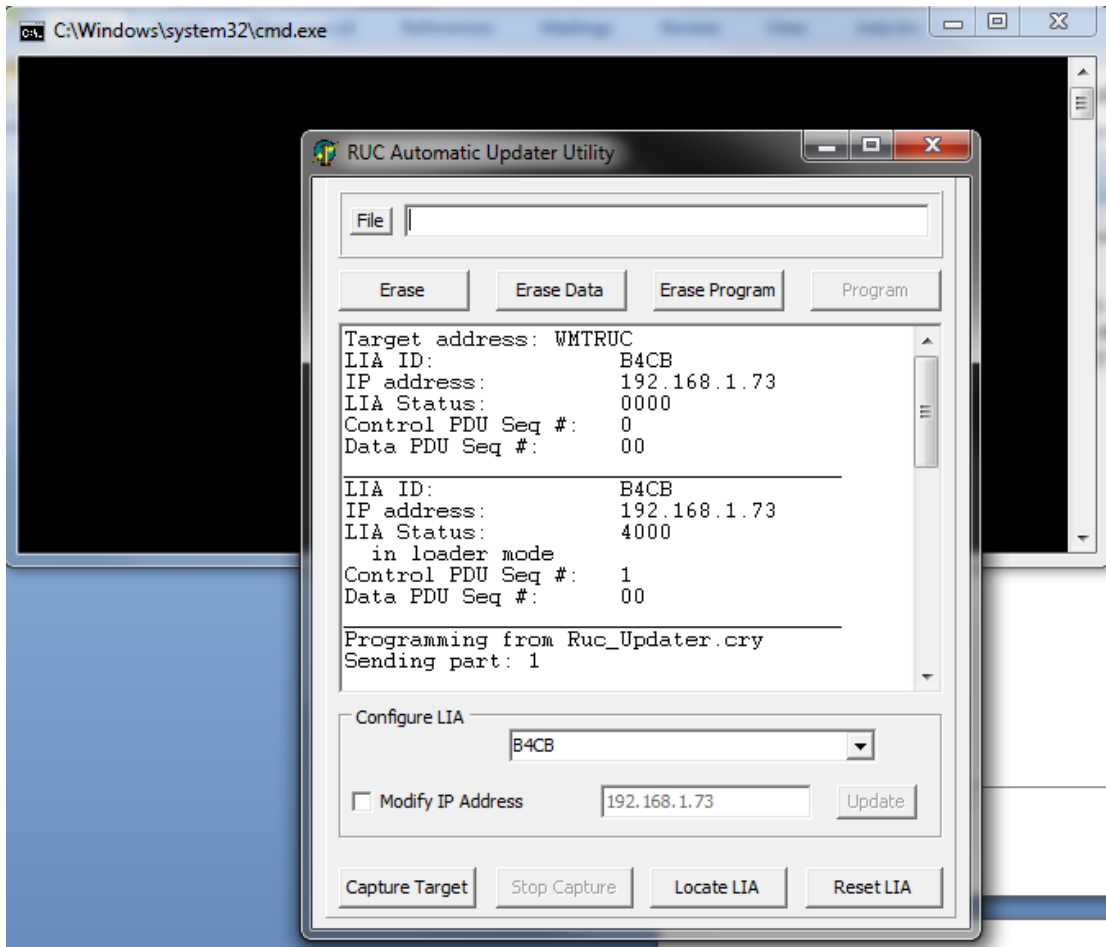 C:\Windows\system32\cmd.exe
RUC Automatic Updater Utility
File
Erase Erase Data Erase Program Program
Target address: WMTRUC
LIA ID: B4CB
IP address: 192.168.1.73
LIA Status: 0000
Control PDU Seq #: 0
Data PDU Seq #: 00
LIA ID: B4CB
IP address: 192.168.1.73
LIA Status: 4000
in loader mode
Control PDU Seq #: 1
Data PDU Seq #: 00
Programming from Ruc_Updater.cry
Sending part: 1
Configure LIA
B4CB
Modify IP Address 192.168.1.73 Update
Capture Target Stop Capture Locate LIA Reset LIA